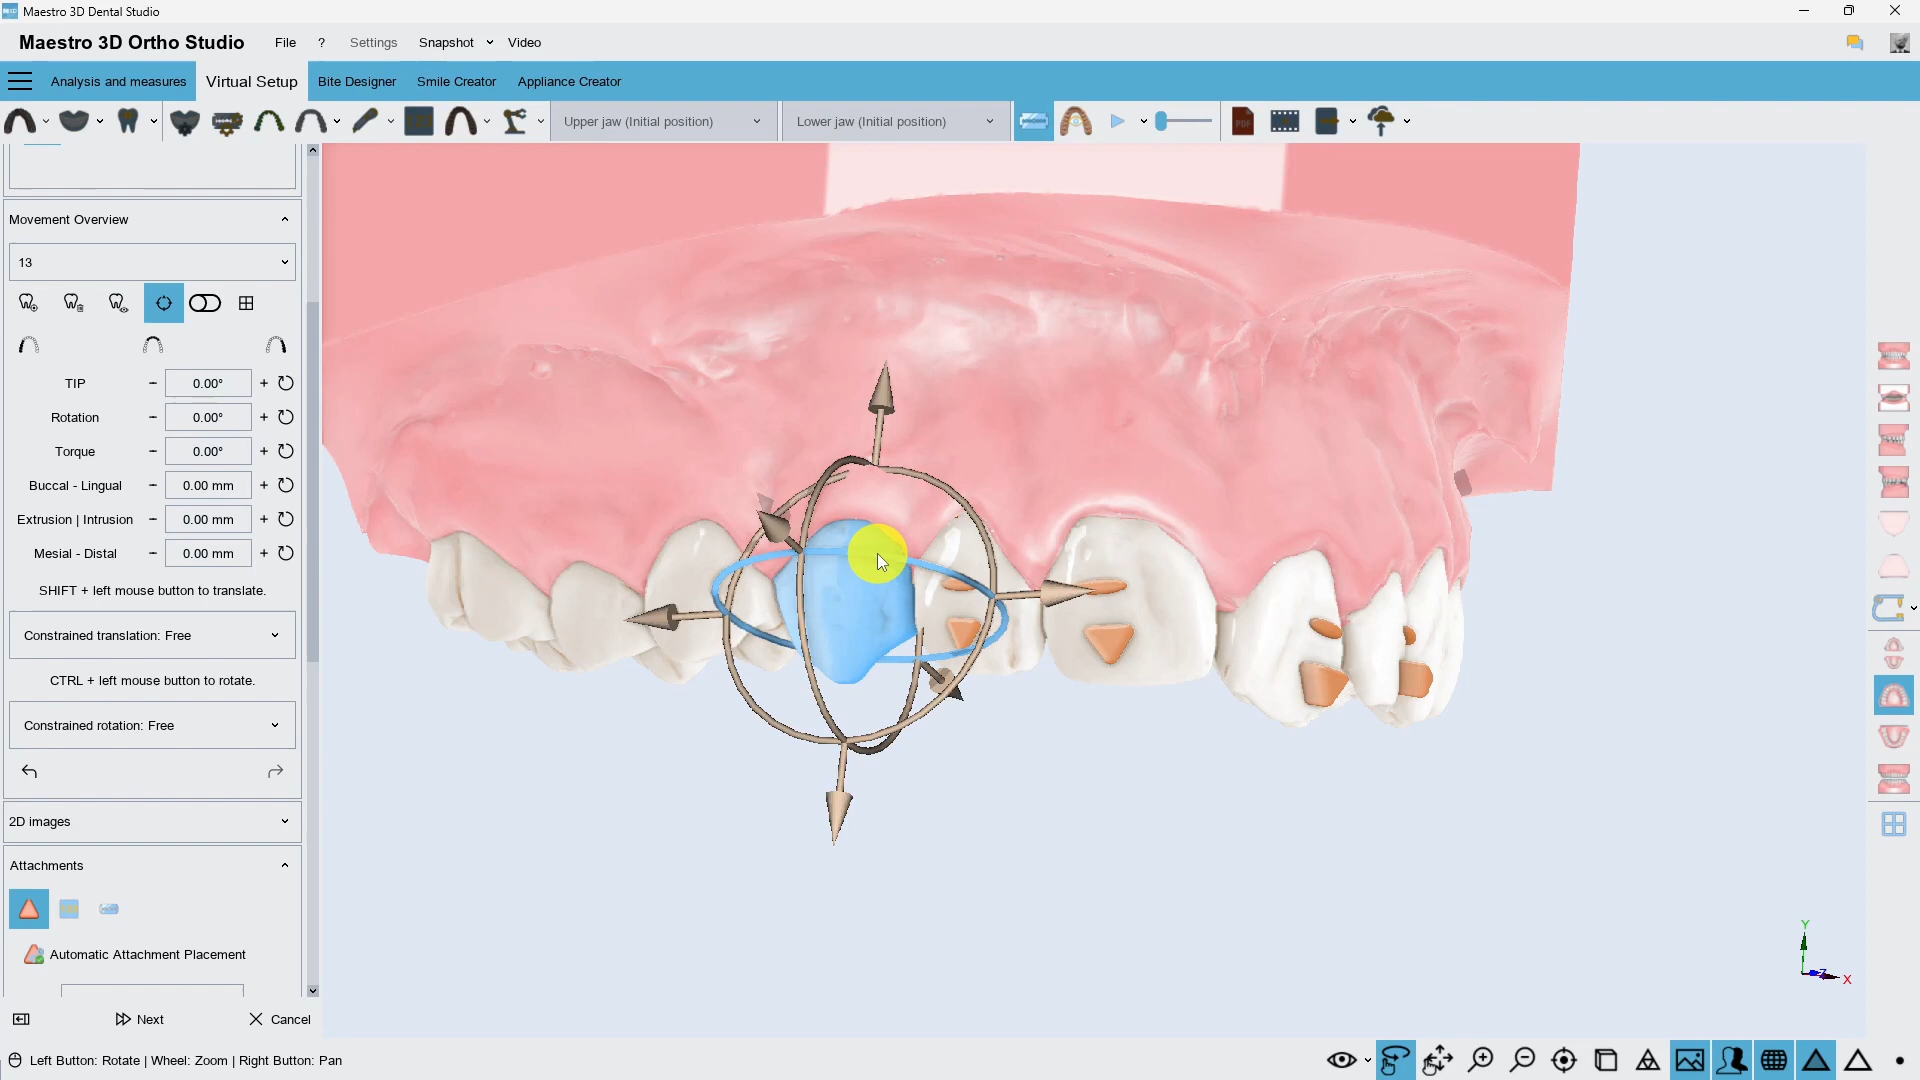 Maestro 3D Dental Studio
Maestro 3D Ortho Studio
File ? Settings Snapshot Video
Analysis and measures Virtual Setup Bite Designer Smile Creator Appliance Creator
Upper jaw (Initial position) Lower jaw (Initial position)
PDF
Movement Overview
13
TIP - 0.00° +
Rotation - 0.00° +
Torque - 0.00° +
Buccal - Lingual - 0.00 mm +
Extrusion | Intrusion - 0.00 mm +
Mesial - Distal - 0.00 mm +
SHIFT + left mouse button to translate.
Constrained translation: Free
CTRL + left mouse button to rotate.
Constrained rotation: Free
2D images
Attachments
Automatic Attachment Placement
Next Cancel
Left Button: Rotate | Wheel: Zoom | Right Button: Pan
Y
Z
X